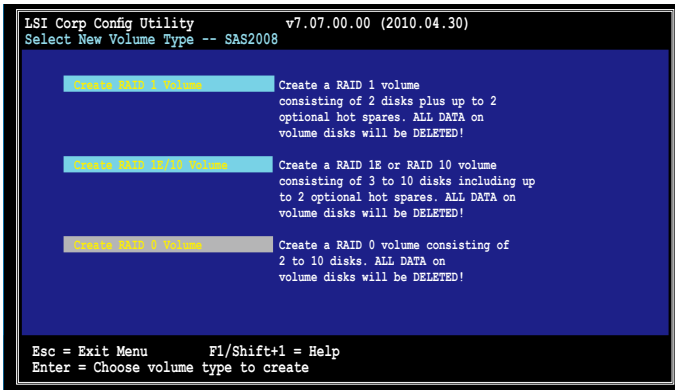 LSI Corp Config Utility v7.07.00.00 (2010.04.30)
Select New Volume Type -- SAS2008
Create RAID 1 Volume Create a RAID 1 volume
consisting of 2 disks plus up to 2
optional hot spares. ALL DATA on
volume disks will be DELETED!
Create RAID 1E/10 Volume Create a RAID 1E or RAID 10 volume
consisting of 3 to 10 disks including up
to 2 optional hot spares. ALL DATA on
volume disks will be DELETED!
Create RAID 0 Volume Create a RAID 0 volume consisting of
2 to 10 disks. ALL DATA on
volume disks will be DELETED!
Esc = Exit Menu F1/Shift+1 = Help
Enter = Choose volume type to create